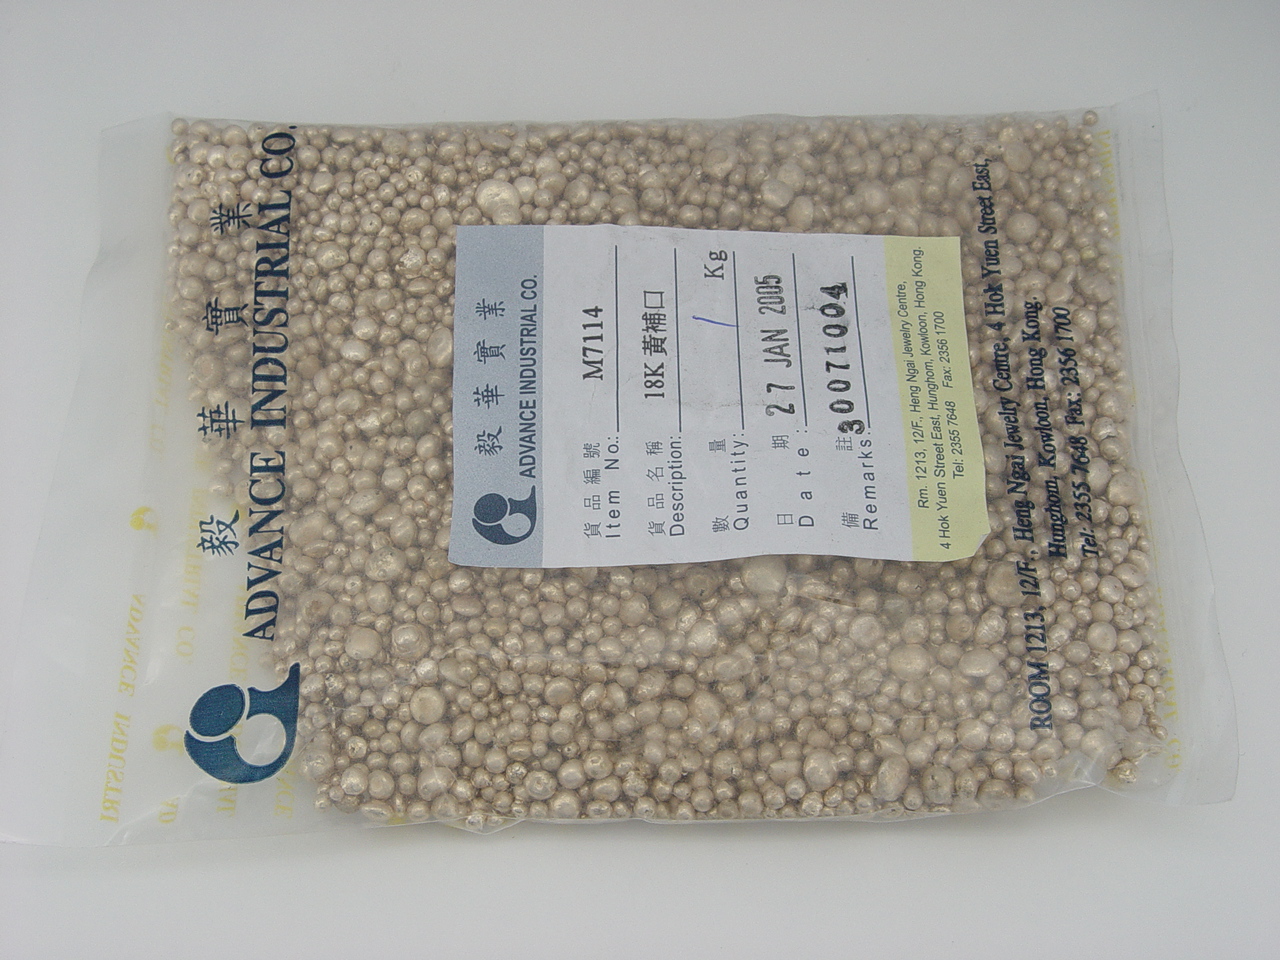 毅 華 實 業
ADVANCE INDUSTRIAL CO.
毅 華 實 業
ADVANCE INDUSTRIAL CO.
貨品編號
Item No.: M7114
貨品名稱 18K黃補口
Description:
數 量
Quantity: 1 Kg
日 期
Date: 27 JAN 2005
備 註
Remarks: 30071004
Rm. 1213, 12/F., Heng Ngai Jewelry Centre,
4 Hok Yuen Street East, Hunghom, Kowloon, Hong Kong.
Tel: 2355 7648 Fax: 2356 1700
ROOM 1213, 12/F., Heng Ngai Jewelry Centre, 4 Hok Yuen Street East,
Hunghom, Kowloon, Hong Kong.
Tel: 2355 7648 Fax: 2356 1700